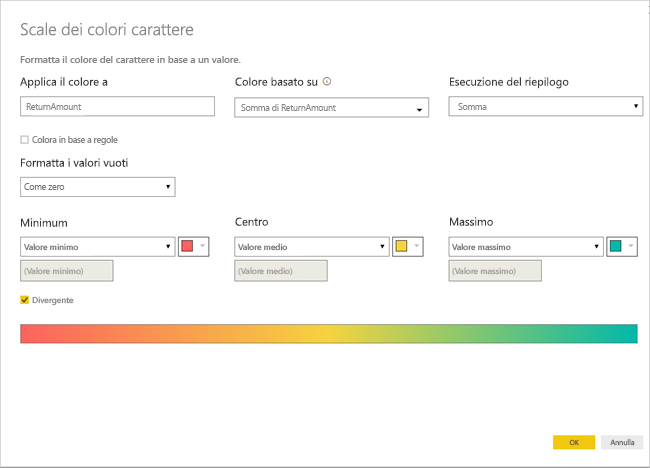 Scale dei colori carattere
Formatta il colore del carattere in base a un valore.
Applica il colore a
Colore basato su
Esecuzione del riepilogo
ReturnAmount
Somma di ReturnAmount
Somma
Colora in base a regole
Formatta i valori vuoti
Come zero
Minimum
Centro
Massimo
Valore minimo
Valore medio
Valore massimo
(Valore minimo)
(Valore medio)
(Valore massimo)
Divergente
OK
Annulla